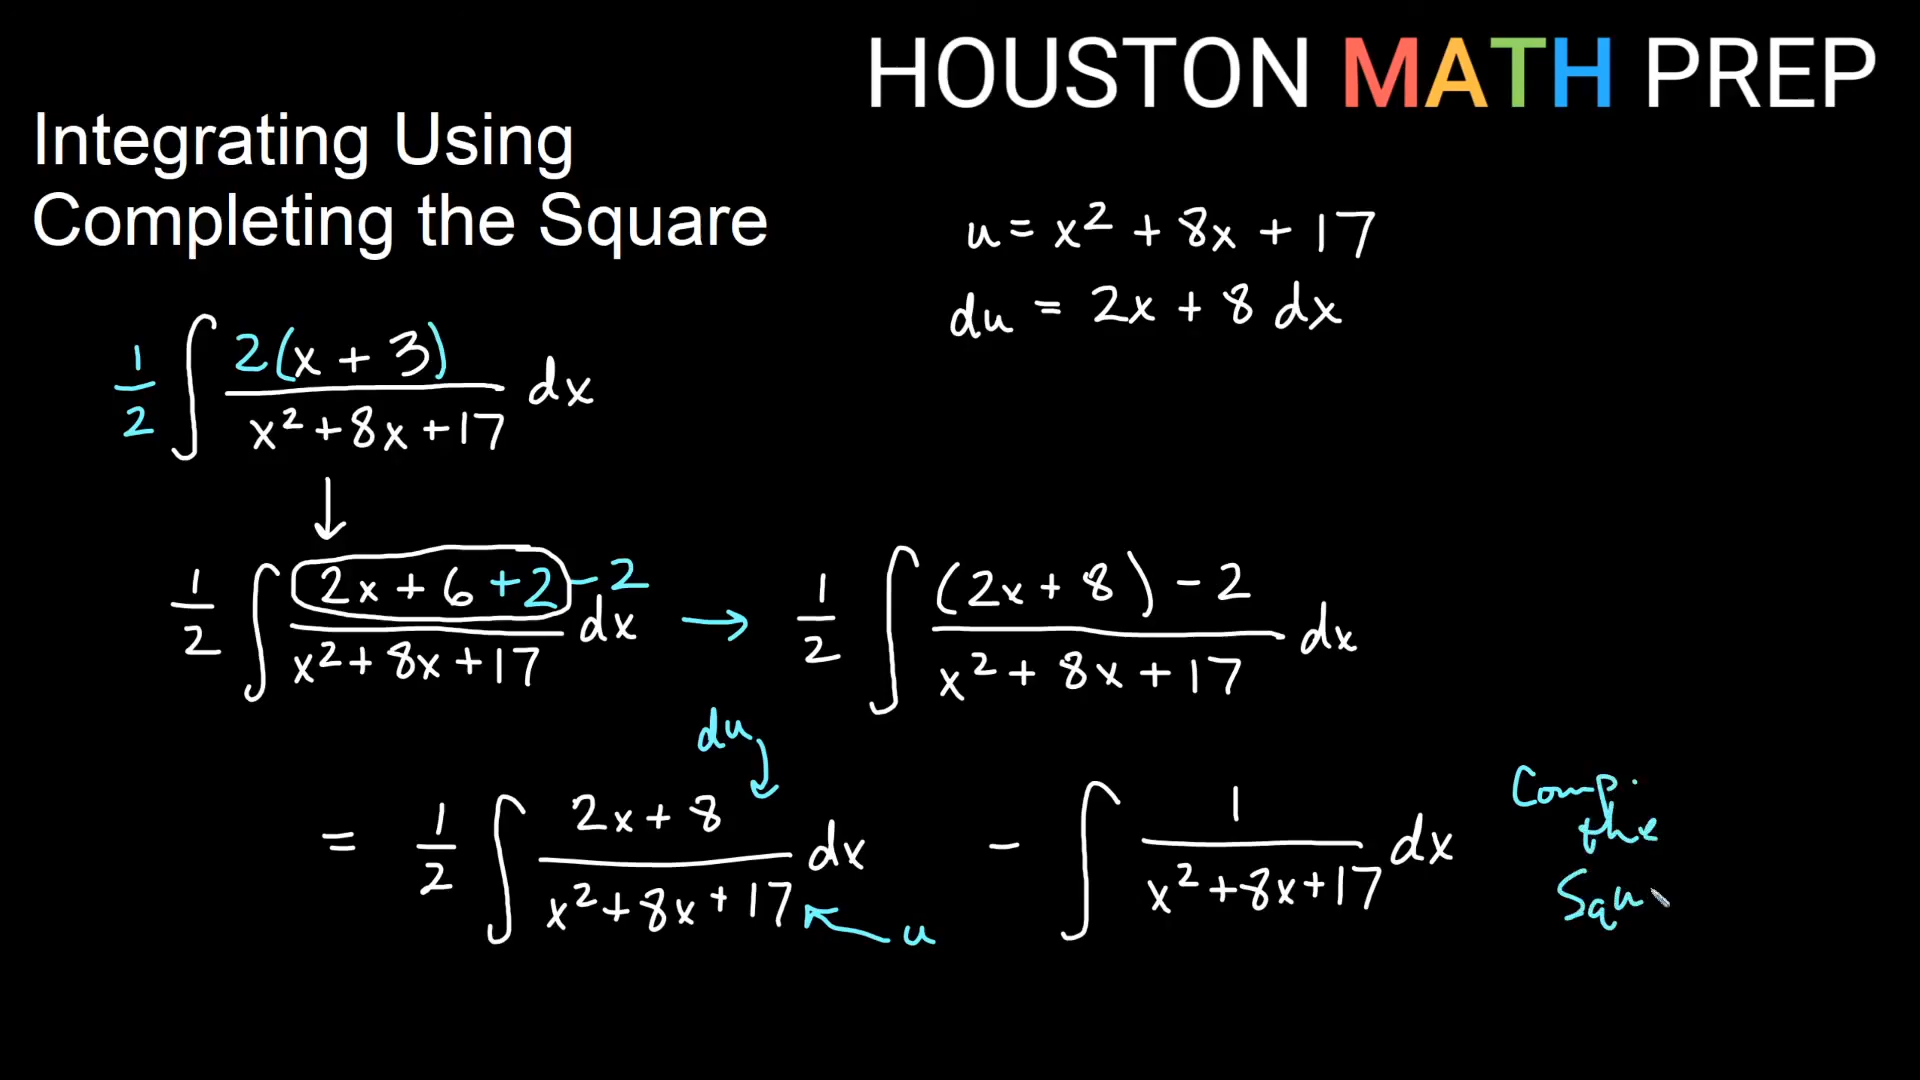 HOUSTON MATH PREP
Integrating Using
Completing the Square
u = x² + 8x + 17
du = 2x + 8 dx
1/2 ∫ 2(x + 3) / (x² + 8x + 17) dx
↓
1/2 ∫ (2x + 6 + 2 - 2) / (x² + 8x + 17) dx → 1/2 ∫ ((2x + 8) - 2) / (x² + 8x + 17) dx
du
= 1/2 ∫ (2x + 8) / (x² + 8x + 17) dx - ∫ 1 / (x² + 8x + 17) dx
u
Comp.
the
Squ